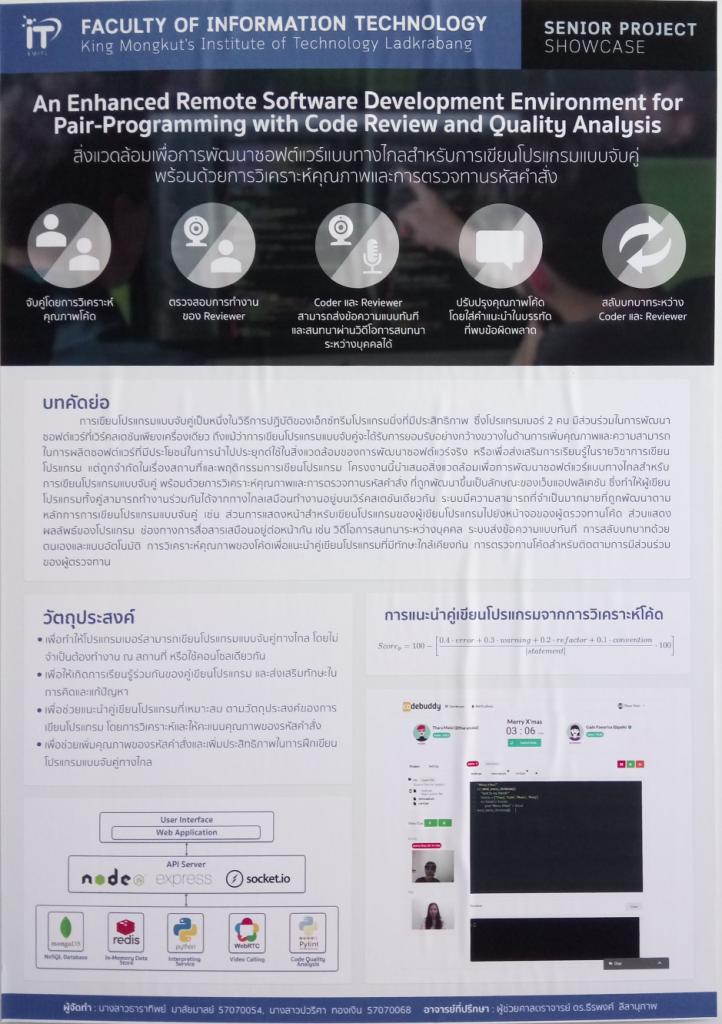 iT
KMITL
FACULTY OF INFORMATION TECHNOLOGY
King Mongkut's Institute of Technology Ladkrabang
SENIOR PROJECT
SHOWCASE
An Enhanced Remote Software Development Environment for
Pair-Programming with Code Review and Quality Analysis
สิ่งแวดล้อมเพื่อการพัฒนาซอฟต์แวร์แบบทางไกลสำหรับการเขียนโปรแกรมแบบจับคู่
พร้อมด้วยการวิเคราะห์คุณภาพและการตรวจทานรหัสคำสั่ง
จับคู่โดยการวิเคราะห์
คุณภาพโค้ด
ตรวจสอบการทำงาน
ของ Reviewer
Coder และ Reviewer
สามารถส่งข้อความแบบทันที
และสนทนาผ่านวิดีโอการสนทนา
ระหว่างบุคคลได้
ปรับปรุงคุณภาพโค้ด
โดยใส่คำแนะนำในบรรทัด
ที่พบข้อผิดพลาด
สลับบทบาทระหว่าง
Coder และ Reviewer
บทคัดย่อ
การเขียนโปรแกรมแบบจับคู่เป็นหนึ่งในวิธีการปฏิบัติของเอ็กซ์ทรีมโปรแกรมมิ่งที่มีประสิทธิภาพ ซึ่งโปรแกรมเมอร์ 2 คน มีส่วนร่วมในการพัฒนา
ซอฟต์แวร์ที่เวิร์คสเตชันเพียงเครื่องเดียว ถึงแม้ว่าการเขียนโปรแกรมแบบจับคู่จะได้รับการยอมรับอย่างกว้างขวางในด้านการเพิ่มคุณภาพและความสามารถ
ในการผลิตซอฟต์แวร์ที่มีประโยชน์ในการนำไปประยุกต์ใช้ในสิ่งแวดล้อมของการพัฒนาซอฟต์แวร์จริง หรือเพื่อส่งเสริมการเรียนรู้ในรายวิชาการเขียน
โปรแกรม แต่ถูกจำกัดในเรื่องสถานที่และพฤติกรรมการเขียนโปรแกรม โครงงานนี้นำเสนอสิ่งแวดล้อมเพื่อการพัฒนาซอฟต์แวร์แบบทางไกลสำหรับ
การเขียนโปรแกรมแบบจับคู่ พร้อมด้วยการวิเคราะห์คุณภาพและการตรวจทานรหัสคำสั่ง ที่ถูกพัฒนาขึ้นเป็นลักษณะของเว็บแอปพลิเคชัน ซึ่งทำให้ผู้เขียน
โปรแกรมทั้งคู่สามารถทำงานร่วมกันได้จากทางไกลเสมือนทำงานอยู่บนเวิร์คสเตชันเดียวกัน ระบบมีความสามารถที่จำเป็นมากมายที่ถูกพัฒนาตาม
หลักการการเขียนโปรแกรมแบบจับคู่ เช่น ส่วนการแสดงหน้าสำหรับเขียนโปรแกรมของผู้เขียนโปรแกรมไปยังหน้าจอของผู้ตรวจทานโค้ด ส่วนแสดง
ผลลัพธ์ของโปรแกรม ช่องทางการสื่อสารเสมือนอยู่ต่อหน้ากัน เช่น วิดีโอการสนทนาระหว่างบุคคล ระบบส่งข้อความแบบทันที การสลับบทบาทด้วย
ตนเองและแบบอัตโนมัติ การวิเคราะห์คุณภาพของโค้ดเพื่อแนะนำคู่เขียนโปรแกรมที่มีทักษะใกล้เคียงกัน การตรวจทานโค้ดสำหรับติดตามการมีส่วนร่วม
ของผู้ตรวจทาน
วัตถุประสงค์
• เพื่อทำให้โปรแกรมเมอร์สามารถเขียนโปรแกรมแบบจับคู่ทางไกล โดยไม่
จำเป็นต้องทำงาน ณ สถานที่ หรือใช้คอนโซลเดียวกัน
• เพื่อให้เกิดการเรียนรู้ร่วมกันของคู่เขียนโปรแกรม และส่งเสริมทักษะใน
การคิดและแก้ปัญหา
• เพื่อช่วยแนะนำคู่เขียนโปรแกรมที่เหมาะสม ตามวัตถุประสงค์ของการ
เขียนโปรแกรม โดยการวิเคราะห์และให้คะแนนคุณภาพของรหัสคำสั่ง
• เพื่อช่วยเพิ่มคุณภาพของรหัสคำสั่งและเพิ่มประสิทธิภาพในการฝึกเขียน
โปรแกรมแบบจับคู่ทางไกล
การแนะนำคู่เขียนโปรแกรมจากการวิเคราะห์โค้ด
Score_p = 100 − [0.4 · error + 0.3 · warning + 0.2 · refactor + 0.1 · convention / |statement| · 100]
codebuddy
Notifications
Merry X'mas
03 : 06
User Interface
Web Application
API Server
node express socket.io
mongoDB
NoSQL Database
redis
In-Memory Data
Store
python
Interpreting
Service
WebRTC
Video Calling
Pylint
Code Quality
Analysis
ผู้จัดทำ : นางสาวธาราทิพย์ มาลัยมาลย์ 57070054, นางสาวปวริศา ทองเงิน 57070068 อาจารย์ที่ปรึกษา : ผู้ช่วยศาสตราจารย์ ดร.ธีรพงศ์ ลีลานุภาพ